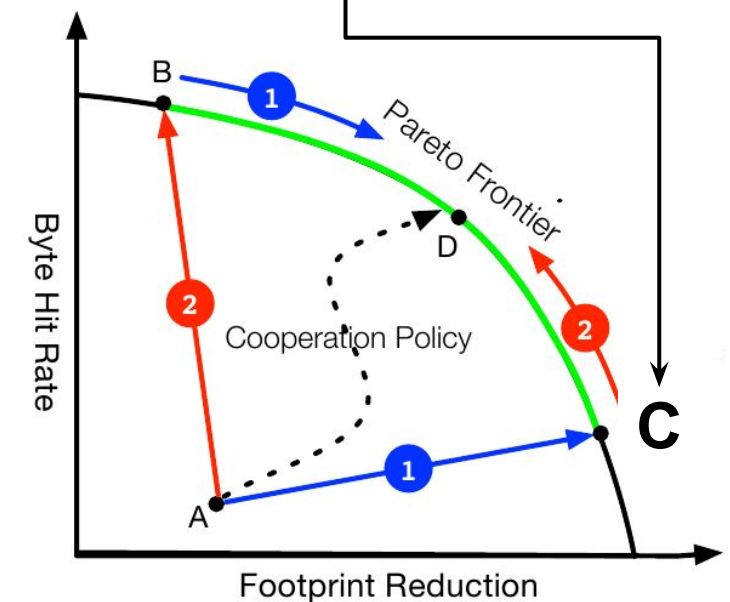 B
1
Pareto Frontier
D
Byte Hit Rate
2
Cooperation Policy
2
C
1
A
Footprint Reduction